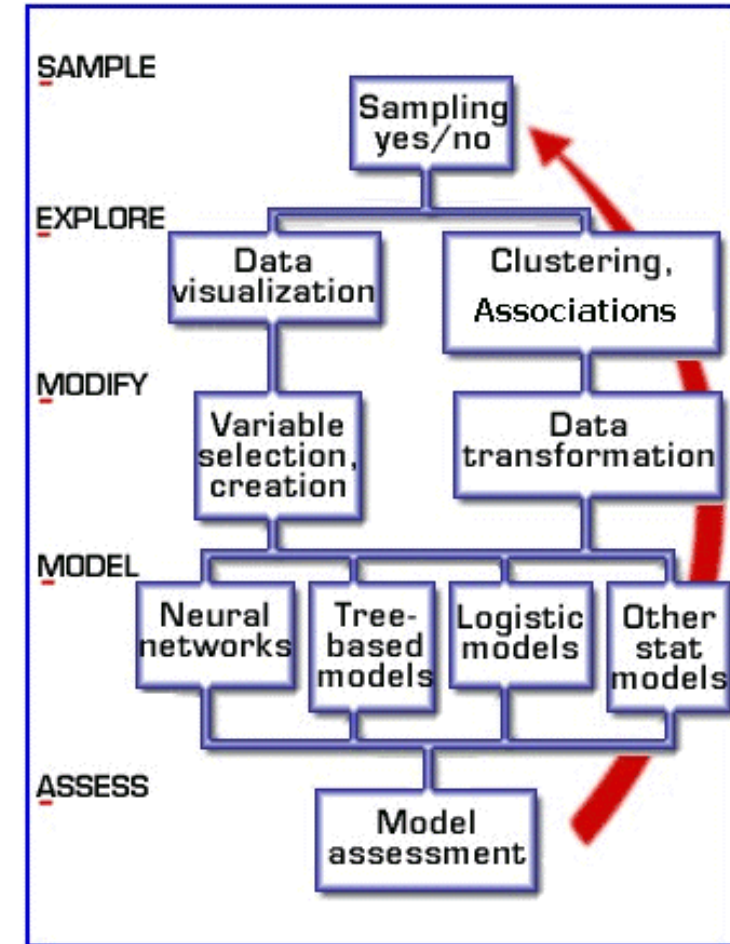 SAMPLE
Sampling
yes/no
EXPLORE
Data
visualization
Clustering,
Associations
MODIFY
Variable
selection,
creation
Data
transformation
MODEL
Neural
networks
Tree-
based
models
Logistic
models
Other
stat
models
ASSESS
Model
assessment